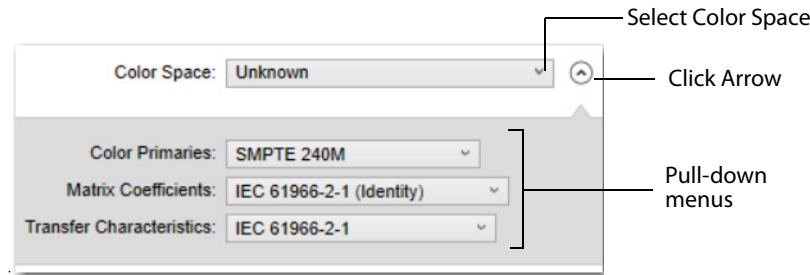 Select Color Space
Color Space: Unknown
Click Arrow
Color Primaries: SMPTE 240M
Matrix Coefficients: IEC 61966-2-1 (Identity)
Transfer Characteristics: IEC 61966-2-1
Pull-down
menus